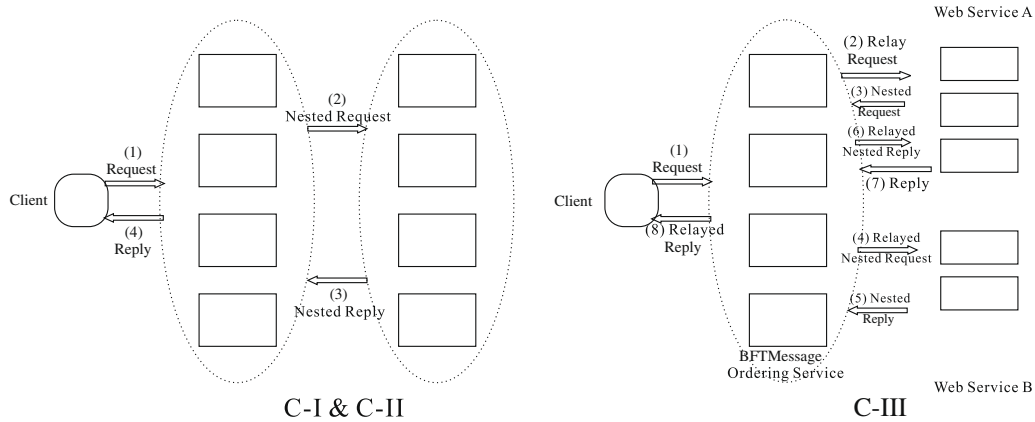 (2)
Nested Request
(1)
Request
Client
(4)
Reply
(3)
Nested Reply
C-I & C-II
Web Service A
(2) Relay
Request
(3) Nested
Request
(6) Relayed
Nested Reply
(1)
Request
(7) Reply
Client
(8) Relayed
Reply
(4) Relayed
Nested Request
(5) Nested
Reply
BFTMessage
Ordering Service
Web Service B
C-III